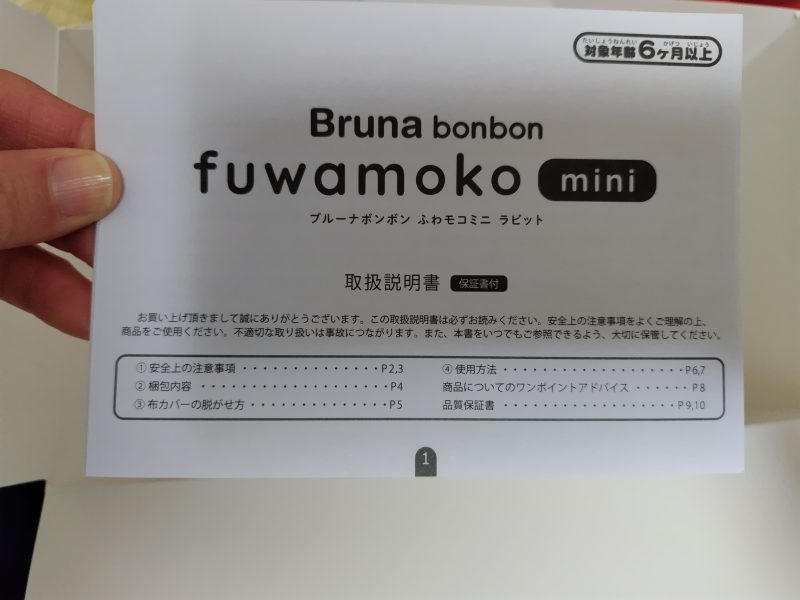 だいしょうねんれい かげつ いじょう
対象年齢6ケ月以上
Bruna bonbon
fuwamoko mini
ブルーナボンボン ふわモコミニ ラビット
取扱説明書 保証書付
お買い上げ頂きまして誠にありがとうございます。この取扱説明書は必ずお読みください。安全上の注意事項をよくご理解の上、
商品をご使用ください。不適切な取り扱いは事故につながります。また、本書をいつでもご参照できるよう、大切に保管してください。
①安全上の注意事項 ・・・・・・・・・・・・・・P2,3
②梱包内容 ・・・・・・・・・・・・・・・・・・・P4
③布カバーの脱がせ方 ・・・・・・・・・・・・・P5
④使用方法 ・・・・・・・・・・・・・・・・・・P6,7
商品についてのワンポイントアドバイス ・・・・・・P8
品質保証書 ・・・・・・・・・・・・・・・・・P9,10
1